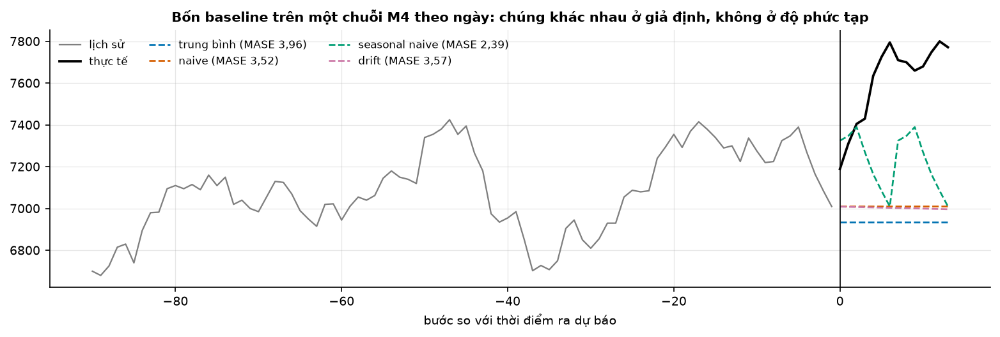 Bốn baseline trên một chuỗi M4 theo ngày: chúng khác nhau ở giả định, không ở độ phức tạp
lịch sử
thực tế
trung bình (MASE 3,96)
naive (MASE 3,52)
seasonal naive (MASE 2,39)
drift (MASE 3,57)
7800
7600
7400
7200
7000
6800
−80
−60
−40
−20
0
bước so với thời điểm ra dự báo